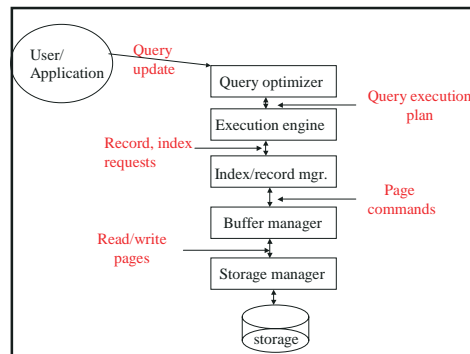 User/
Application
Query
update
Query optimizer
Query execution
plan
Execution engine
Record, index
requests
Index/record mgr.
Page
commands
Buffer manager
Read/write
pages
Storage manager
storage